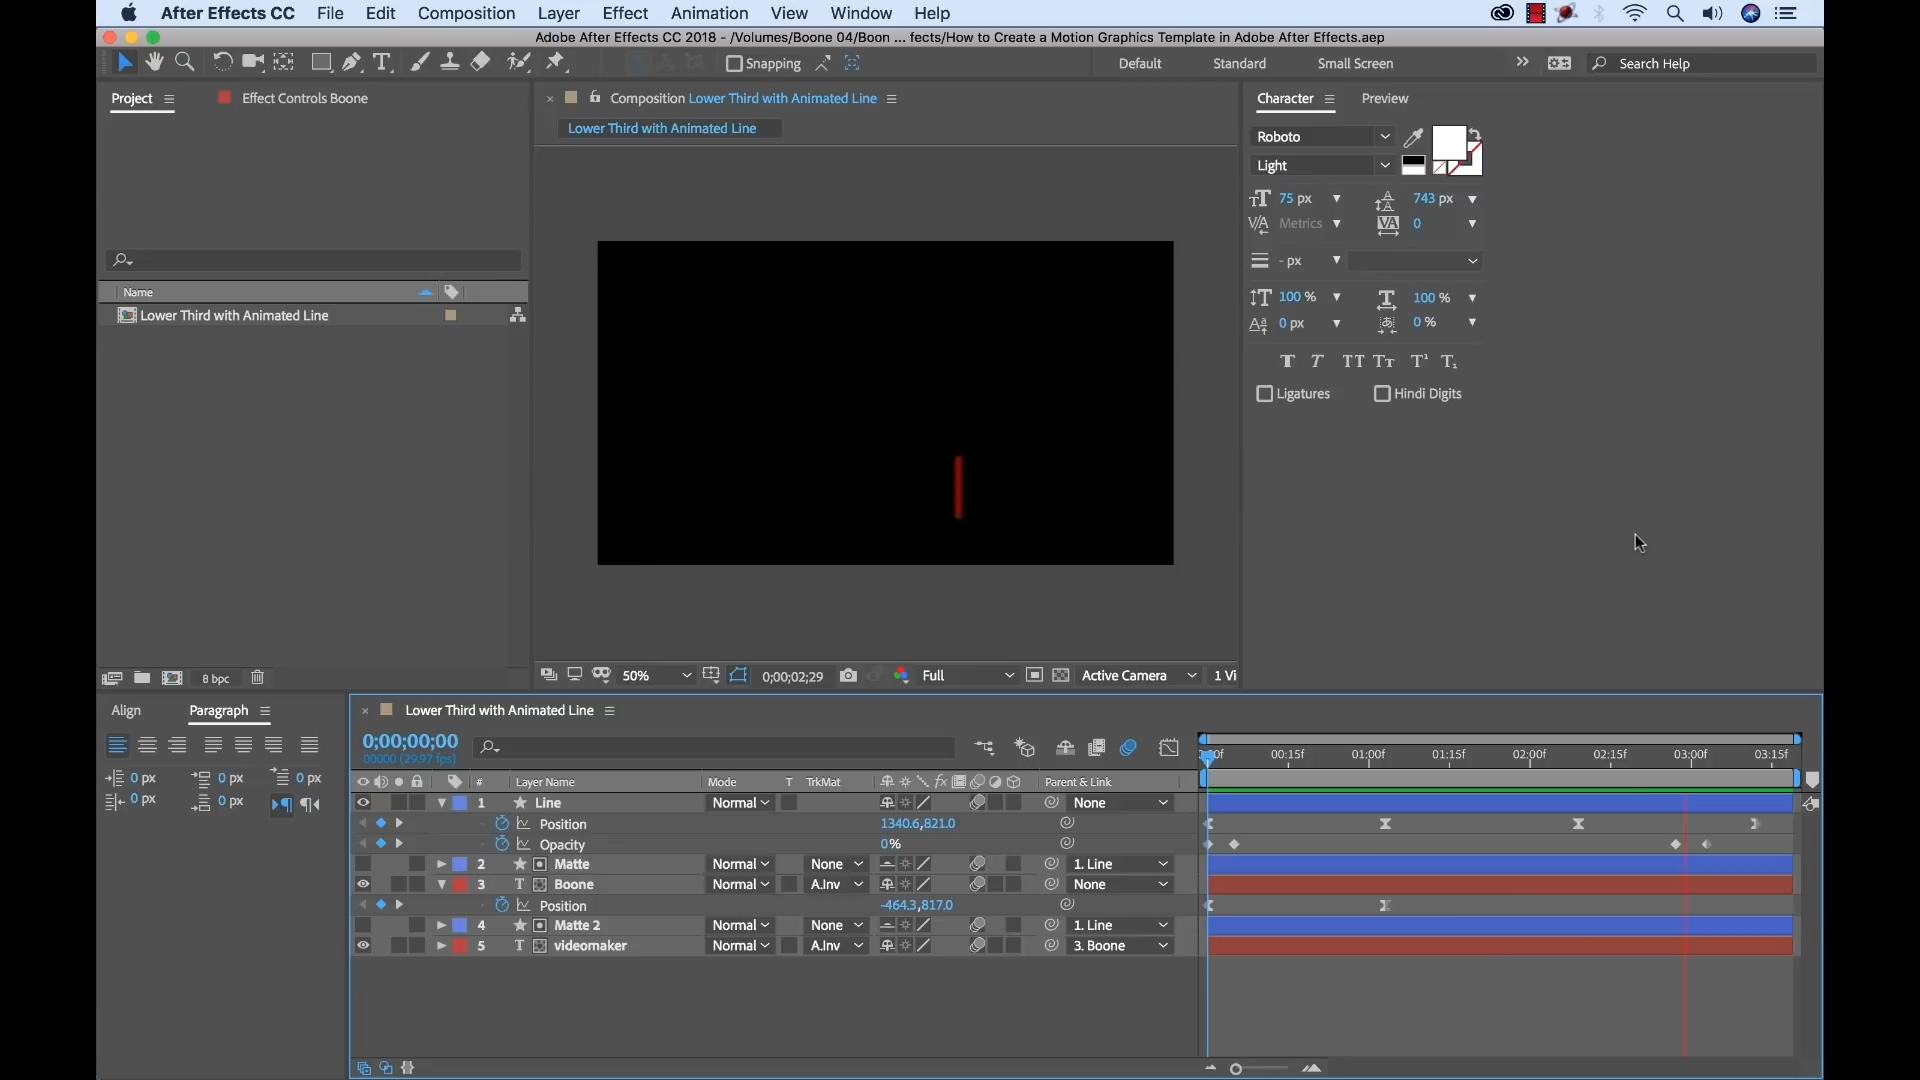 After Effects CC File Edit Composition Layer Effect Animation View Window Help
Adobe After Effects CC 2018 - /Volumes/Boone 04/Boon ... fects/How to Create a Motion Graphics Template in Adobe After Effects.aep
Snapping Default Standard Small Screen Search Help
Project Effect Controls Boone
Composition Lower Third with Animated Line
Lower Third with Animated Line
Character Preview
Roboto
Light
75 px 743 px
Metrics 0
- px
100 % 100 %
0 px 0 %
Ligatures Hindi Digits
Name
Lower Third with Animated Line
8 bpc
50% 0;00;02;29 Full Active Camera 1 Vi
Align Paragraph
0 px 0 px 0 px
0 px 0 px
Lower Third with Animated Line
0;00;00;00
00000 (29.97 fps)
00:15f 01:00f 01:15f 02:00f 02:15f 03:00f 03:15f
# Layer Name Mode T TrkMat Parent & Link
1 Line Normal None
Position 1340.6,821.0
Opacity 0%
2 Matte Normal None 1. Line
3 Boone Normal A.Inv None
Position -464.3,817.0
4 Matte 2 Normal None 1. Line
5 videomaker Normal A.Inv 3. Boone